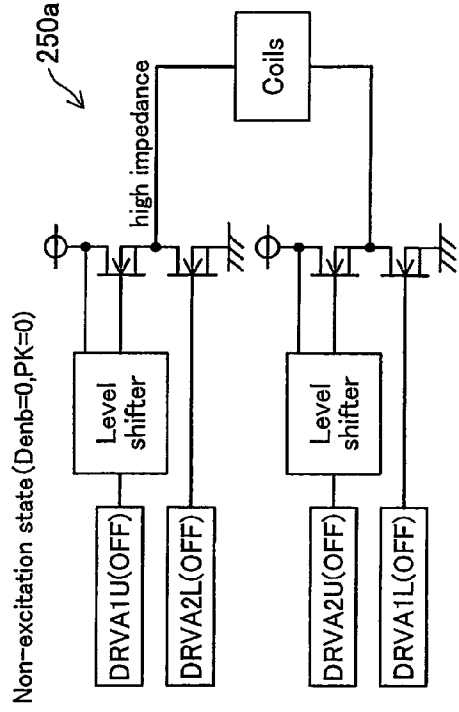 Non-excitation state(Denb=0,PK=0)
250a
DRVA1U(OFF)
Level
shifter
DRVA2L(OFF)
high impedance
Coils
DRVA2U(OFF)
Level
shifter
DRVA1L(OFF)